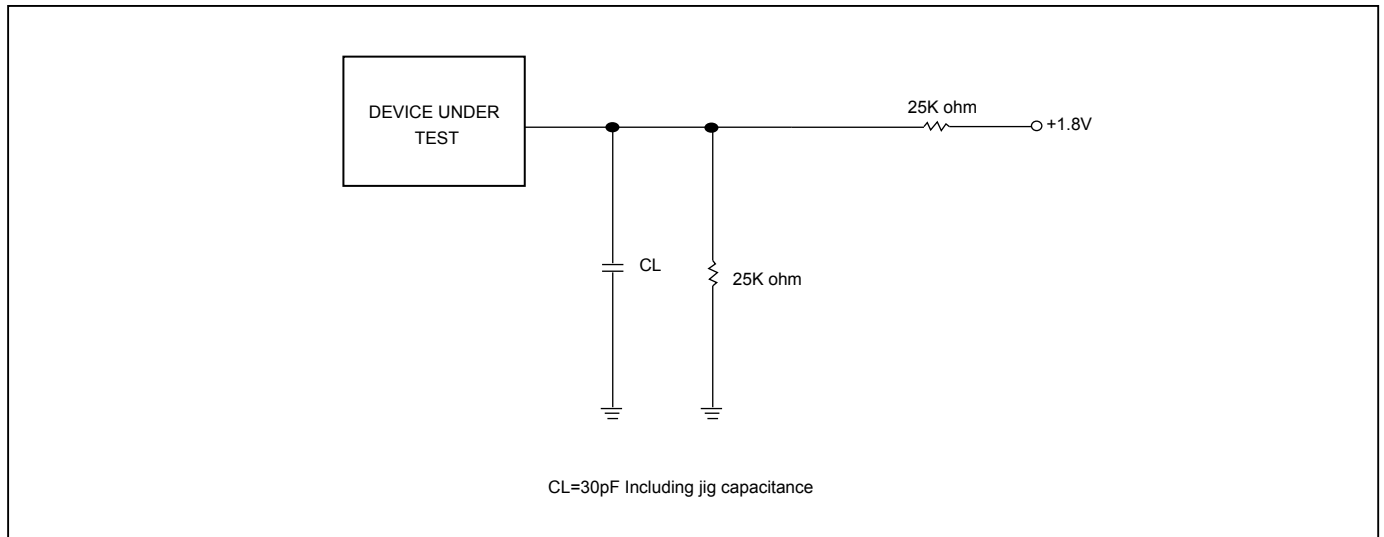 DEVICE UNDER
TEST
25K ohm
+1.8V
CL
25K ohm
CL=30pF Including jig capacitance